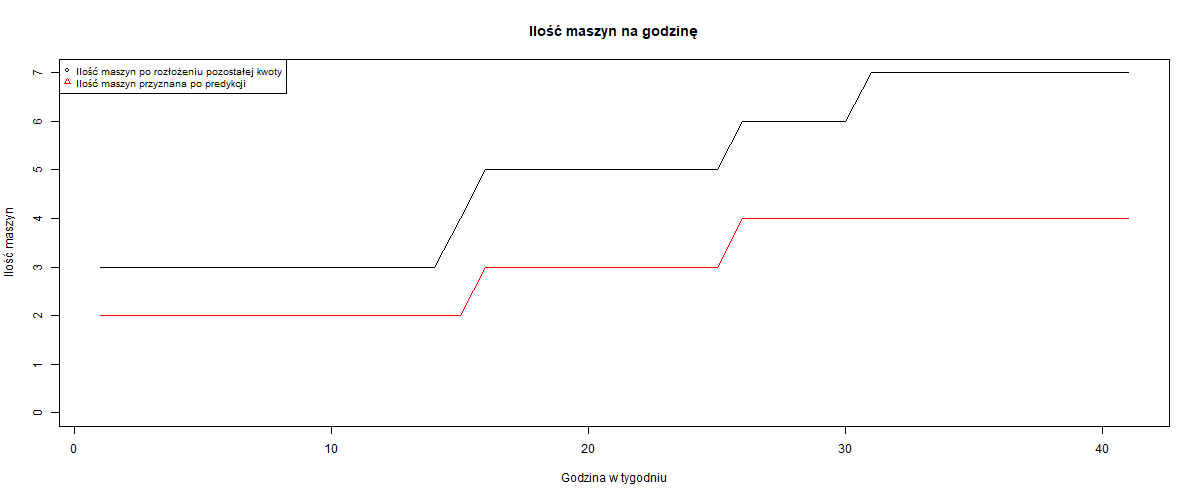 Ilość maszyn na godzinę
Ilość maszyn po rozłożeniu pozostałej kwoty
Ilość maszyn przyznana po predykcji
Ilość maszyn
7
6
5
4
3
2
1
0
0 10 20 30 40
Godzina w tygodniu